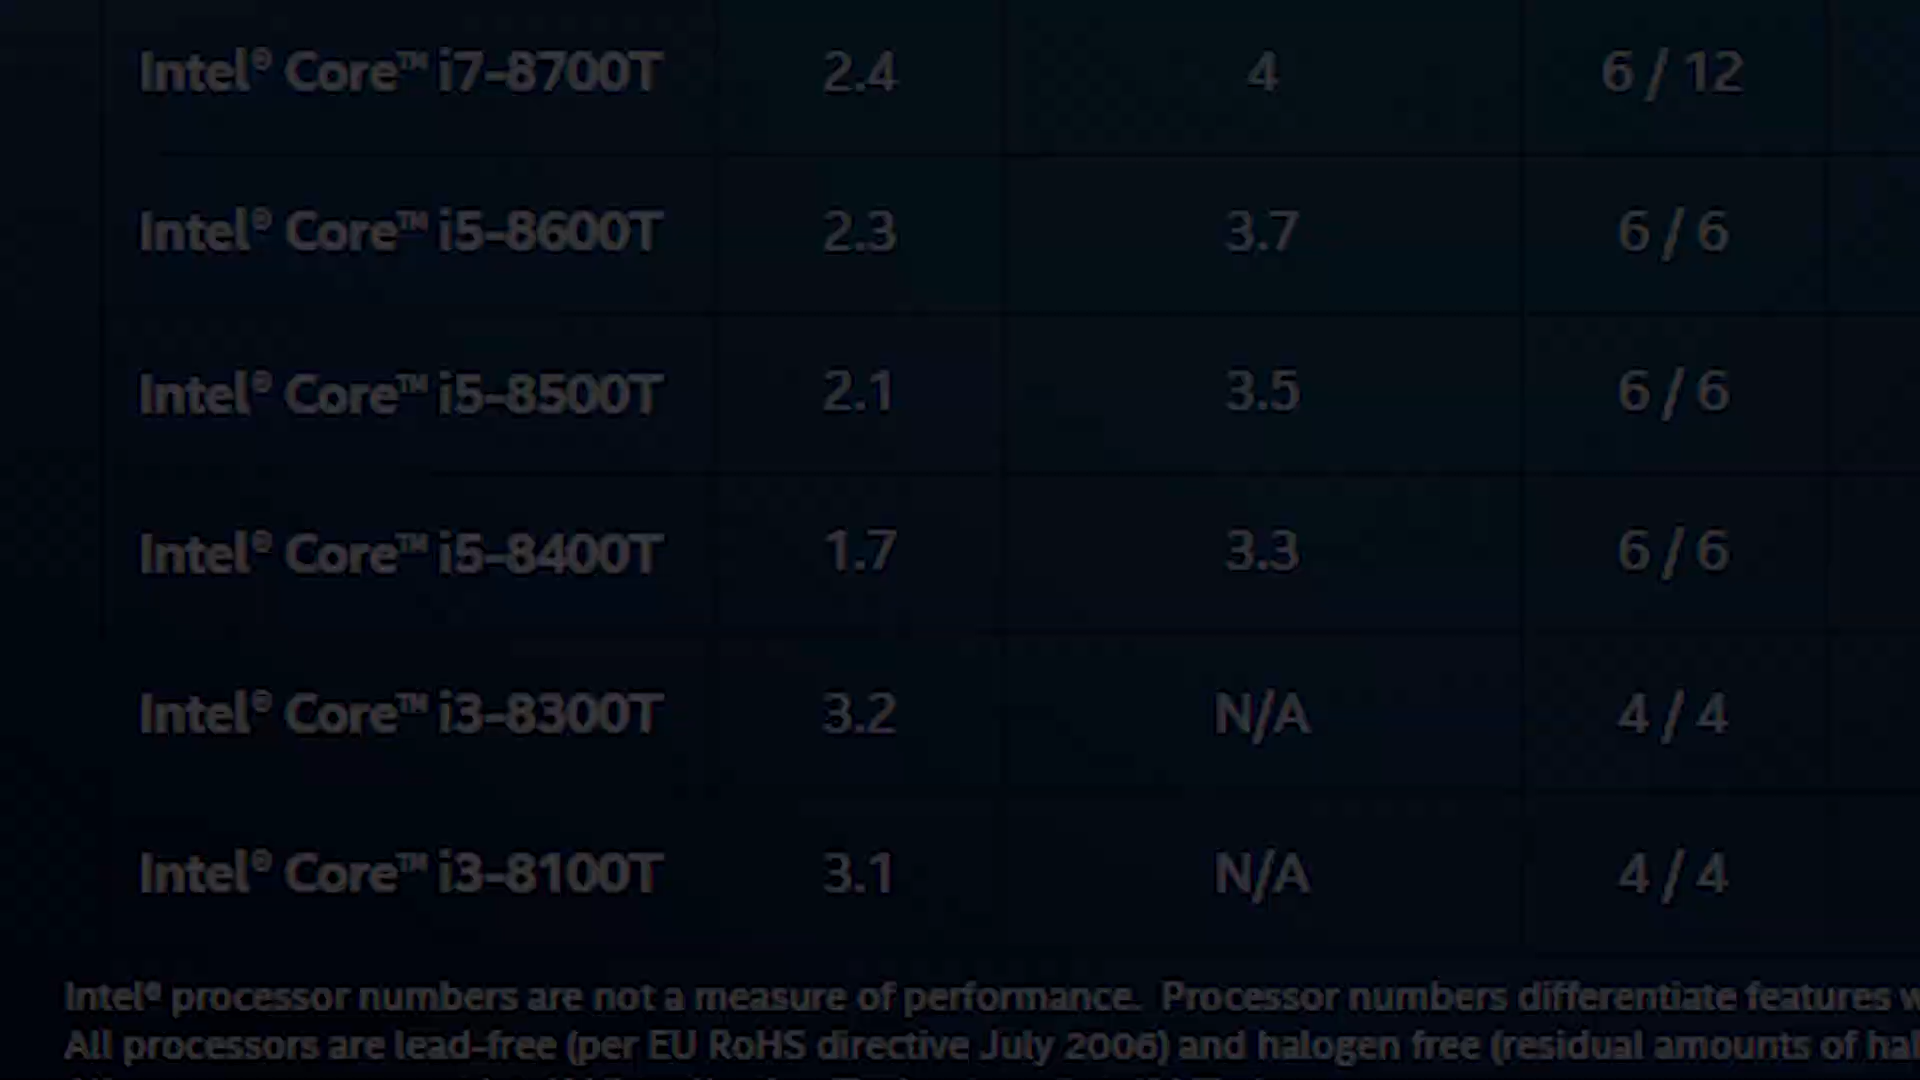 Intel® Core™ i7-8700T 2.4 4 6 / 12
Intel® Core™ i5-8600T 2.3 3.7 6 / 6
Intel® Core™ i5-8500T 2.1 3.5 6 / 6
Intel® Core™ i5-8400T 1.7 3.3 6 / 6
Intel® Core™ i3-8300T 3.2 N/A 4 / 4
Intel® Core™ i3-8100T 3.1 N/A 4 / 4
Intel® processor numbers are not a measure of performance. Processor numbers differentiate features
All processors are lead-free (per EU RoHS directive July 2006) and halogen free (residual amounts of